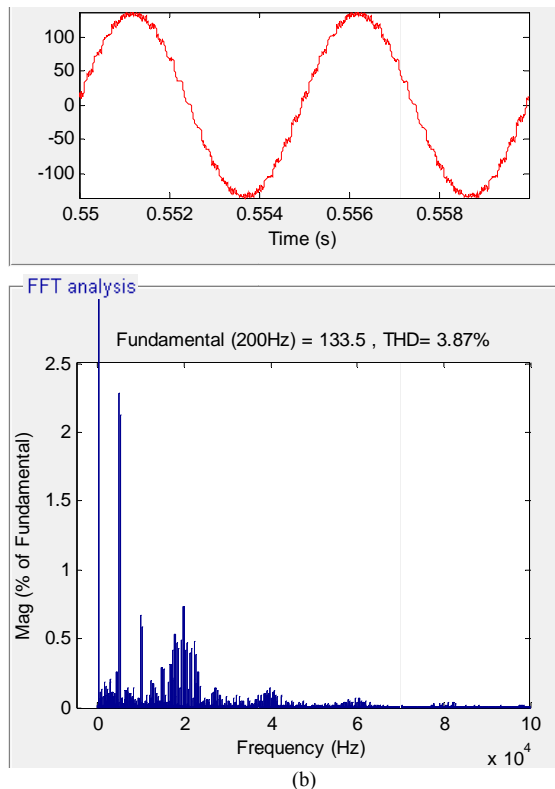 100
50
0
-50
-100
0.55 0.552 0.554 0.556 0.558
Time (s)
FFT analysis
Fundamental (200Hz) = 133.5 , THD= 3.87%
2.5
2
1.5
1
0.5
0
Mag (% of Fundamental)
0 2 4 6 8 10
Frequency (Hz)
x 10^4
(b)